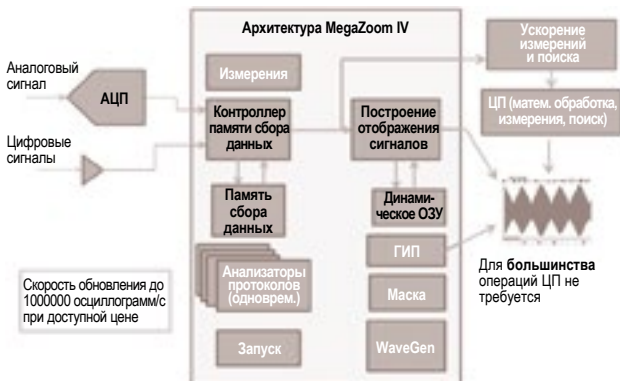 Архитектура MegaZoom IV
Аналоговый
сигнал
АЦП
Цифровые
сигналы
Измерения
Контроллер
памяти сбора
данных
Память
сбора
данных
Анализаторы
протоколов
(одноврем.)
Запуск
Построение
отображения
сигналов
Динами-
ческое ОЗУ
ГИП
Маска
WaveGen
Ускорение
измерений
и поиска
ЦП (матем. обработка,
измерения, поиск)
Для большинства
операций ЦП не
требуется
Скорость обновления до
1000000 осциллограмм/с
при доступной цене